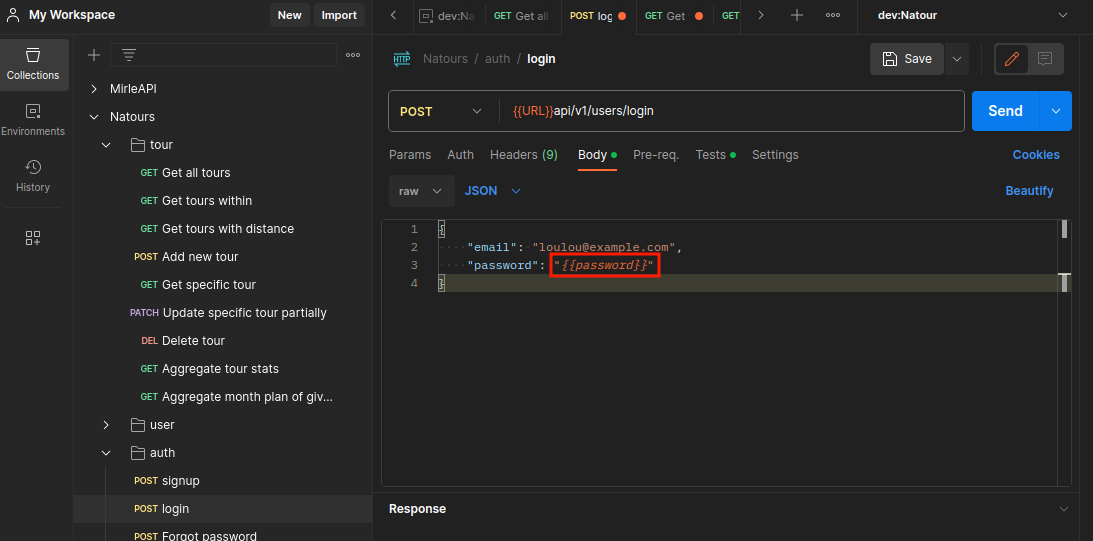 My Workspace
New
Import
dev:Na
GET Get all
POST log
GET Get
GET
dev:Natour
Collections
Environments
History
MirleAPI
Natours
tour
GET Get all tours
GET Get tours within
GET Get tours with distance
POST Add new tour
GET Get specific tour
PATCH Update specific tour partially
DEL Delete tour
GET Aggregate tour stats
GET Aggregate month plan of giv...
user
auth
POST signup
POST login
POST Forgot password
HTTP Natours / auth / login
Save
POST {{URL}}api/v1/users/login
Send
Params Auth Headers (9) Body Pre-req. Tests Settings Cookies
raw JSON Beautify
1 {
2 "email": "loulou@example.com",
3 "password": "{{password}}"
4 }
Response